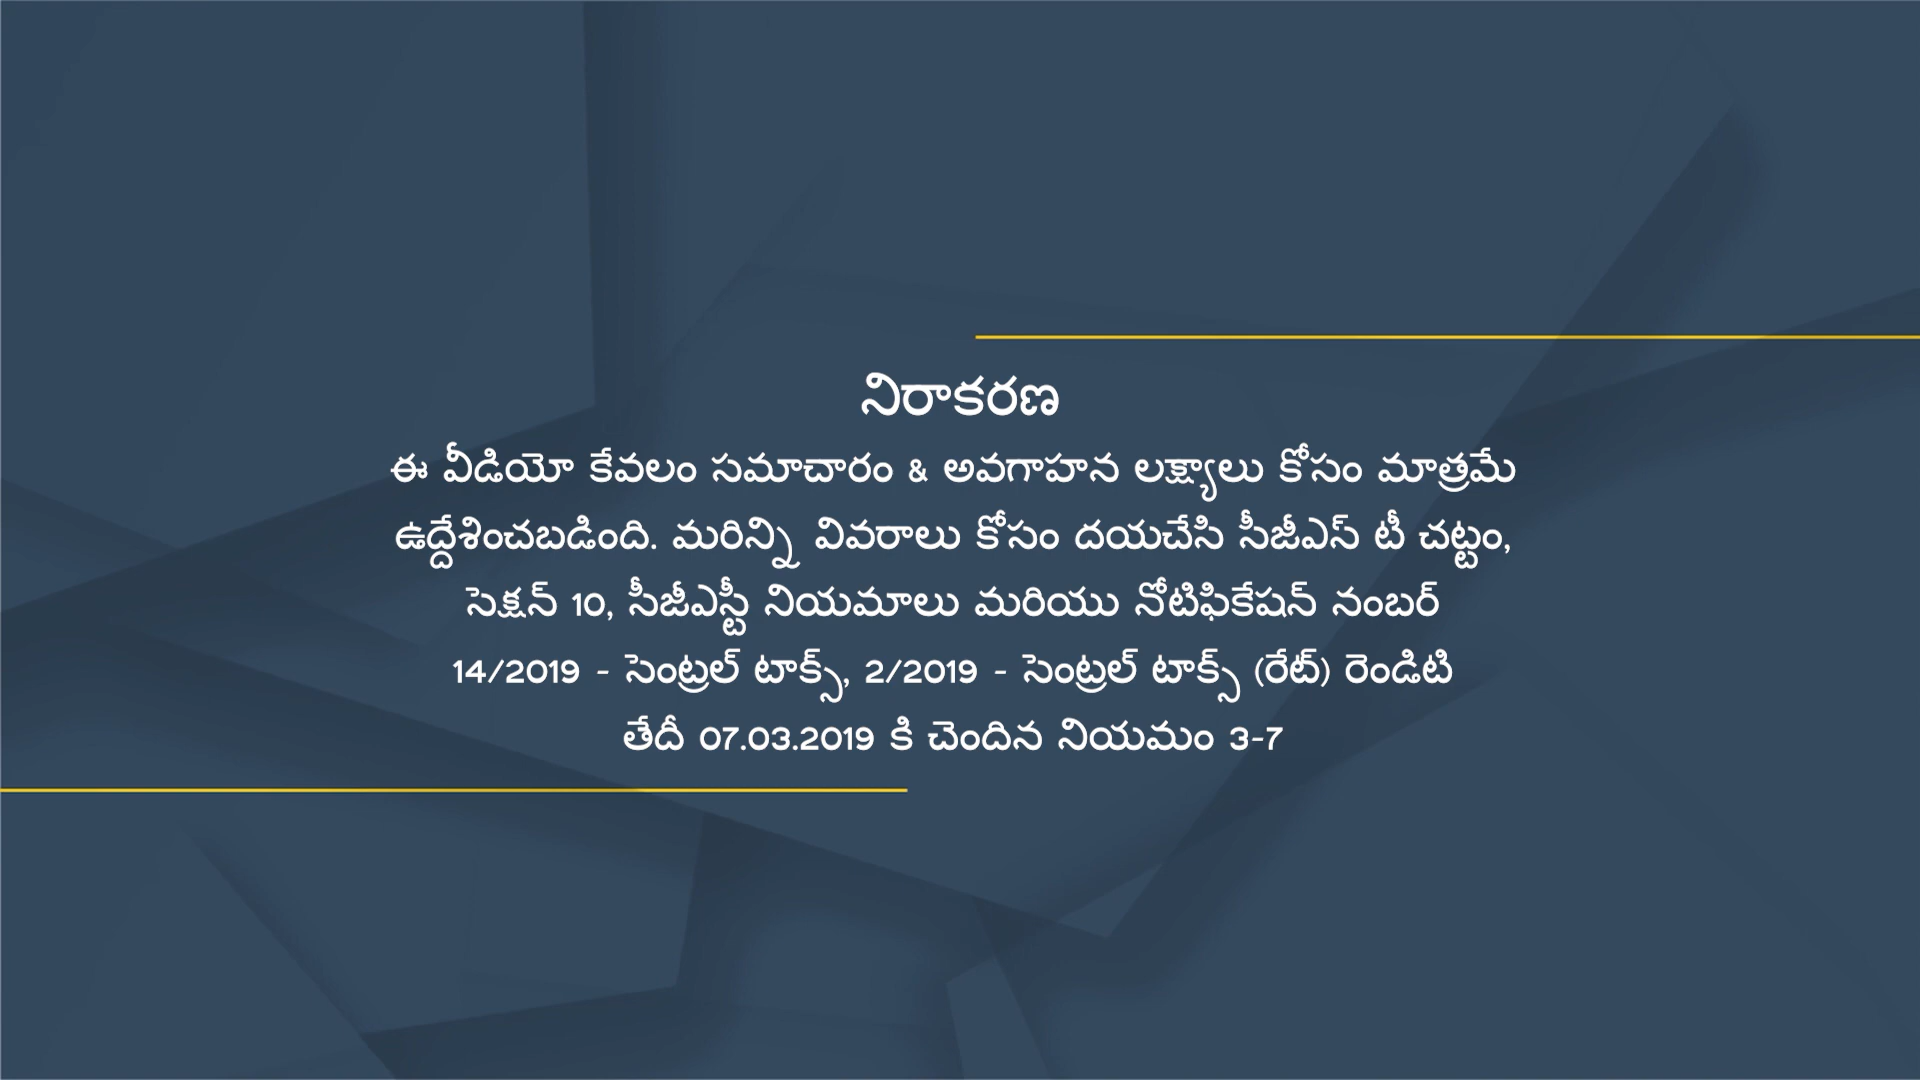 నిరాకరణ
ఈ వీడియో కేవలం సమాచారం & అవగాహన లక్ష్యాలు కోసం మాత్రమే
ఉద్దేశించబడింది. మరిన్ని వివరాలు కోసం దయచేసి సీజీఎస్ టీ చట్టం,
సెక్షన్ 10, సీజీఎస్టీ నియమాలు మరియు నోటిఫికేషన్ నంబర్
14/2019 - సెంట్రల్ టాక్స్, 2/2019 - సెంట్రల్ టాక్స్ (రేట్) రెండిటి
తేదీ 07.03.2019 కి చెందిన నియమం 3-7